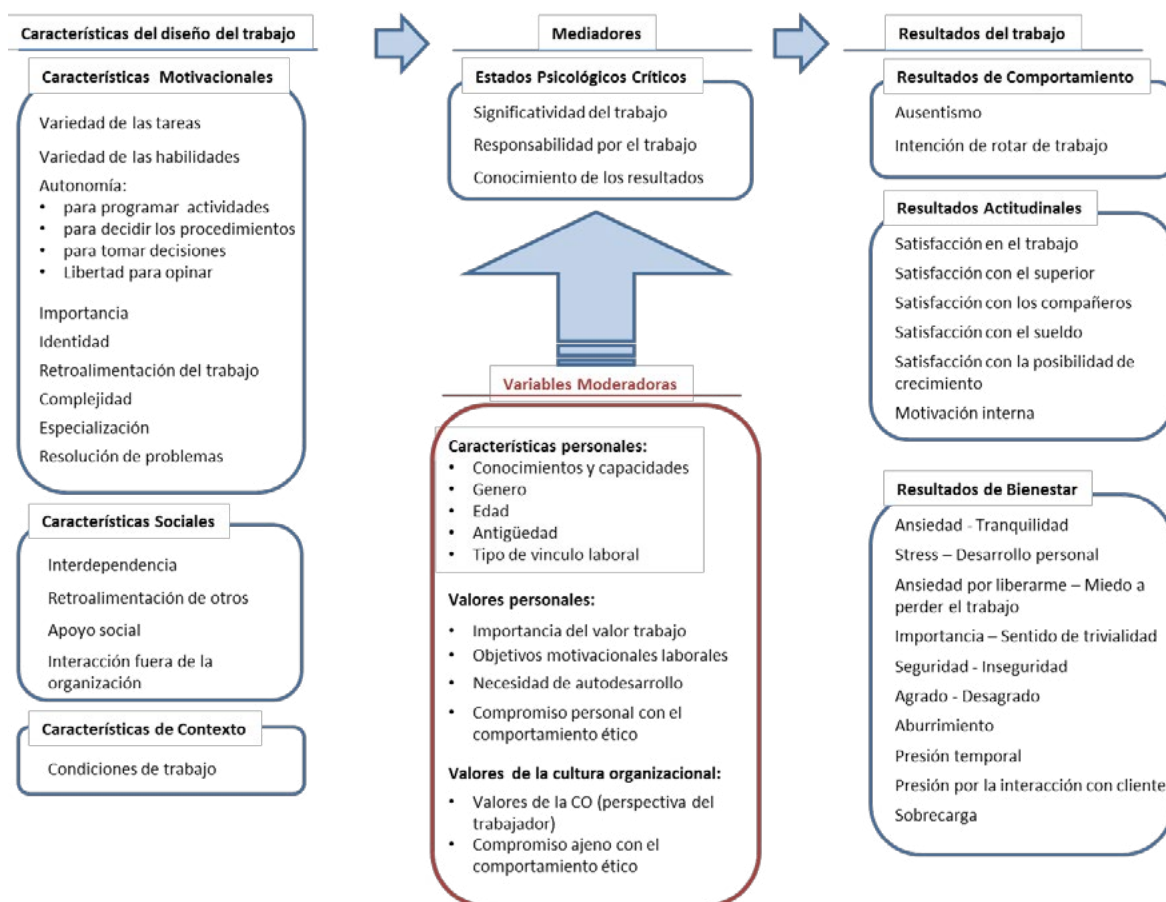 Características del diseño del trabajo
Características Motivacionales
Variedad de las tareas
Variedad de las habilidades
Autonomía:
• para programar actividades
• para decidir los procedimientos
• para tomar decisiones
• Libertad para opinar
Importancia
Identidad
Retroalimentación del trabajo
Complejidad
Especialización
Resolución de problemas
Características Sociales
Interdependencia
Retroalimentación de otros
Apoyo social
Interacción fuera de la
organización
Características de Contexto
Condiciones de trabajo
Mediadores
Estados Psicológicos Críticos
Significatividad del trabajo
Responsabilidad por el trabajo
Conocimiento de los resultados
Variables Moderadoras
Características personales:
• Conocimientos y capacidades
• Genero
• Edad
• Antigüedad
• Tipo de vinculo laboral
Valores personales:
• Importancia del valor trabajo
• Objetivos motivacionales laborales
• Necesidad de autodesarrollo
• Compromiso personal con el
comportamiento ético
Valores de la cultura organizacional:
• Valores de la CO (perspectiva del
trabajador)
• Compromiso ajeno con el
comportamiento ético
Resultados del trabajo
Resultados de Comportamiento
Ausentismo
Intención de rotar de trabajo
Resultados Actitudinales
Satisfacción en el trabajo
Satisfacción con el superior
Satisfacción con los compañeros
Satisfacción con el sueldo
Satisfacción con la posibilidad de
crecimiento
Motivación interna
Resultados de Bienestar
Ansiedad - Tranquilidad
Stress – Desarrollo personal
Ansiedad por liberarme – Miedo a
perder el trabajo
Importancia – Sentido de trivialidad
Seguridad - Inseguridad
Agrado - Desagrado
Aburrimiento
Presión temporal
Presión por la interacción con cliente
Sobrecarga